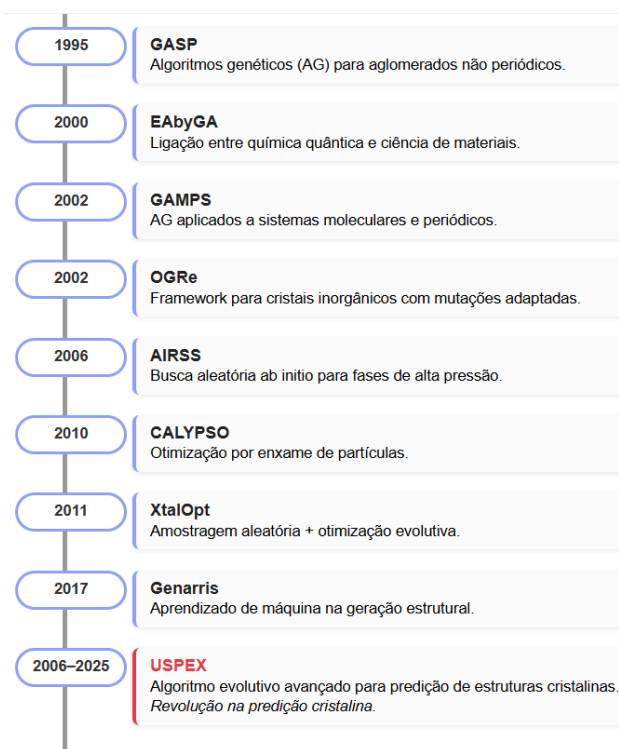 1995
GASP
Algoritmos genéticos (AG) para aglomerados não periódicos.
2000
EAbyGA
Ligação entre química quântica e ciência de materiais.
2002
GAMPS
AG aplicados a sistemas moleculares e periódicos.
2002
OGRe
Framework para cristais inorgânicos com mutações adaptadas.
2006
AIRSS
Busca aleatória ab initio para fases de alta pressão.
2010
CALYPSO
Otimização por enxame de partículas.
2011
XtalOpt
Amostragem aleatória + otimização evolutiva.
2017
Genarris
Aprendizado de máquina na geração estrutural.
2006–2025
USPEX
Algoritmo evolutivo avançado para predição de estruturas cristalinas.
Revolução na predição cristalina.